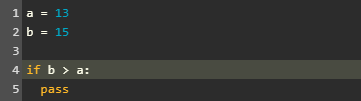 1 a = 13
2 b = 15
3
4 if b > a:
5   pass